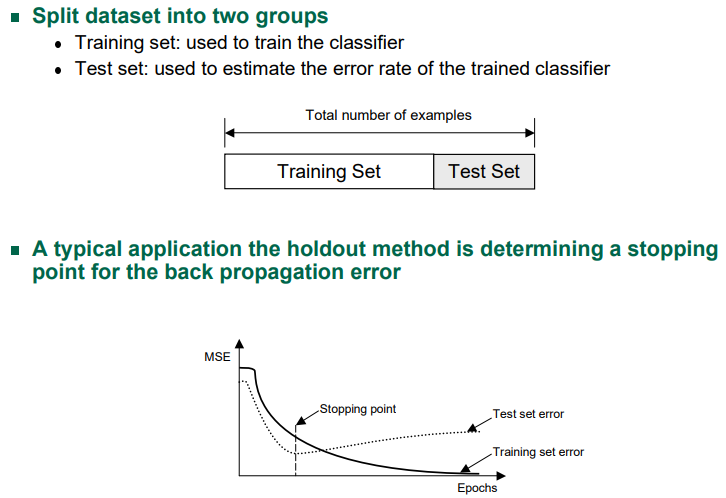 Split dataset into two groups
Training set: used to train the classifier
Test set: used to estimate the error rate of the trained classifier
Total number of examples
Training Set
Test Set
A typical application the holdout method is determining a stopping
point for the back propagation error
MSE
Stopping point
Test set error
Training set error
Epochs